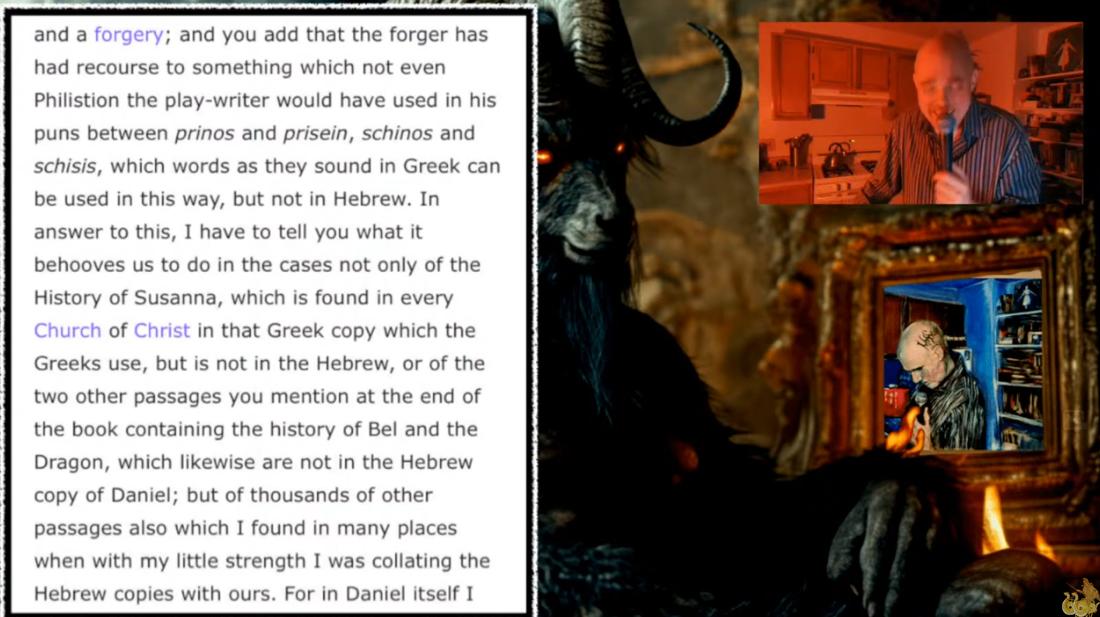 and a forgery; and you add that the forger has
had recourse to something which not even
Philistion the play-writer would have used in his
puns between prinos and prisein, schinos and
schisis, which words as they sound in Greek can
be used in this way, but not in Hebrew. In
answer to this, I have to tell you what it
behooves us to do in the cases not only of the
History of Susanna, which is found in every
Church of Christ in that Greek copy which the
Greeks use, but is not in the Hebrew, or of the
two other passages you mention at the end of
the book containing the history of Bel and the
Dragon, which likewise are not in the Hebrew
copy of Daniel; but of thousands of other
passages also which I found in many places
when with my little strength I was collating the
Hebrew copies with ours. For in Daniel itself I